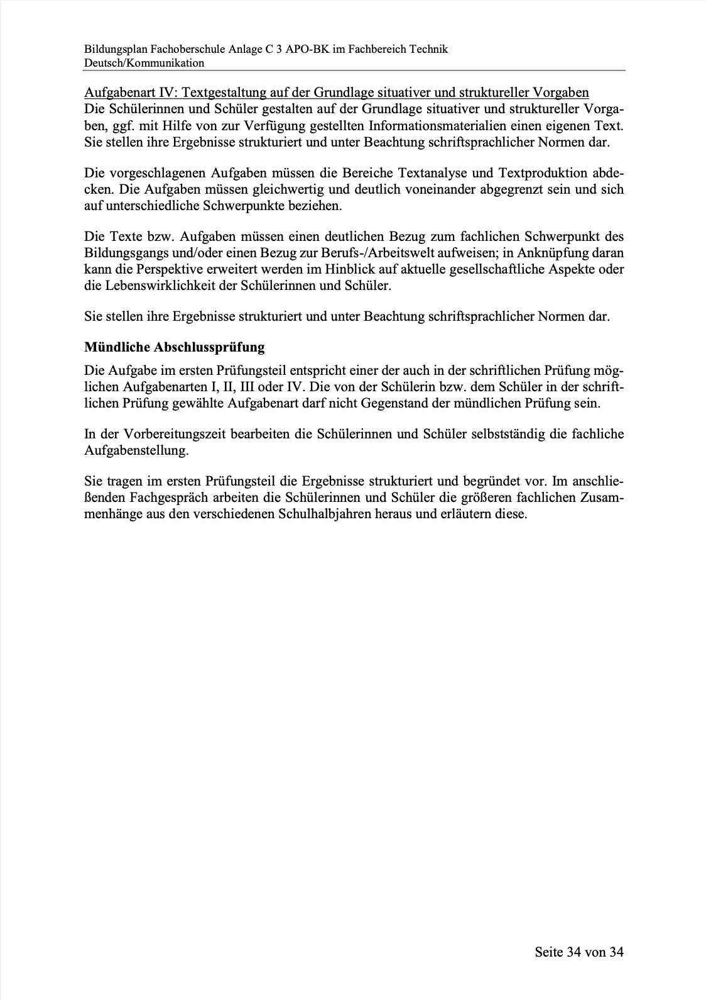 Bildungsplan Fachoberschule Anlage C 3 APO-BK im Fachbereich Technik
Deutsch/Kommunikation
Aufgabenart IV: Textgestaltung auf der Grundlage situativer und struktureller Vorgaben
Die Schülerinnen und Schüler gestalten auf der Grundlage situativer und struktureller Vorga-
ben, ggf. mit Hilfe von zur Verfügung gestellten Informationsmaterialien einen eigenen Text.
Sie stellen ihre Ergebnisse strukturiert und unter Beachtung schriftsprachlicher Normen dar.
Die vorgeschlagenen Aufgaben müssen die Bereiche Textanalyse und Textproduktion abde-
cken. Die Aufgaben müssen gleichwertig und deutlich voneinander abgegrenzt sein und sich
auf unterschiedliche Schwerpunkte beziehen.
Die Texte bzw. Aufgaben müssen einen deutlichen Bezug zum fachlichen Schwerpunkt des
Bildungsgangs und/oder einen Bezug zur Berufs-/Arbeitswelt aufweisen; in Anknüpfung daran
kann die Perspektive erweitert werden im Hinblick auf aktuelle gesellschaftliche Aspekte oder
die Lebenswirklichkeit der Schülerinnen und Schüler.
Sie stellen ihre Ergebnisse strukturiert und unter Beachtung schriftsprachlicher Normen dar.
Mündliche Abschlussprüfung
Die Aufgabe im ersten Prüfungsteil entspricht einer der auch in der schriftlichen Prüfung mög-
lichen Aufgabenarten I, II, III oder IV. Die von der Schülerin bzw. dem Schüler in der schrift-
lichen Prüfung gewählte Aufgabenart darf nicht Gegenstand der mündlichen Prüfung sein.
In der Vorbereitungszeit bearbeiten die Schülerinnen und Schüler selbstständig die fachliche
Aufgabenstellung.
Sie tragen im ersten Prüfungsteil die Ergebnisse strukturiert und begründet vor. Im anschlie-
ßenden Fachgespräch arbeiten die Schülerinnen und Schüler die größeren fachlichen Zusam-
menhänge aus den verschiedenen Schulhalbjahren heraus und erläutern diese.
Seite 34 von 34